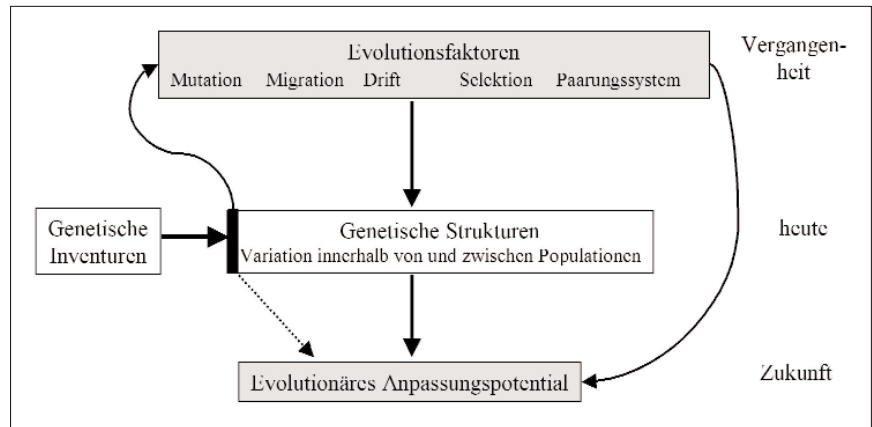 Evolutionsfaktoren
Mutation Migration Drift Selektion Paarungssystem
Vergangen-
heit
Genetische
Inventuren
Genetische Strukturen
Variation innerhalb von und zwischen Populationen
heute
Evolutionäres Anpassungspotential
Zukunft